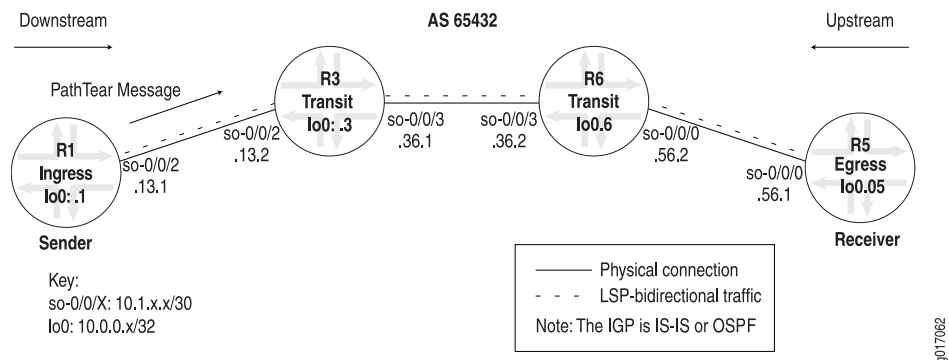 Downstream
AS 65432
Upstream
PathTear Message
R1
Ingress
lo0: .1
Sender
so-0/0/2
.13.1
R3
Transit
lo0: .3
so-0/0/2
.13.2
so-0/0/3
.36.1
R6
Transit
lo0.6
so-0/0/3
.36.2
so-0/0/0
.56.2
R5
Egress
lo0.05
so-0/0/0
.56.1
Receiver
Key:
so-0/0/X: 10.1.x.x/30
lo0: 10.0.0.x/32
Physical connection
LSP-bidirectional traffic
Note: The IGP is IS-IS or OSPF
g017062